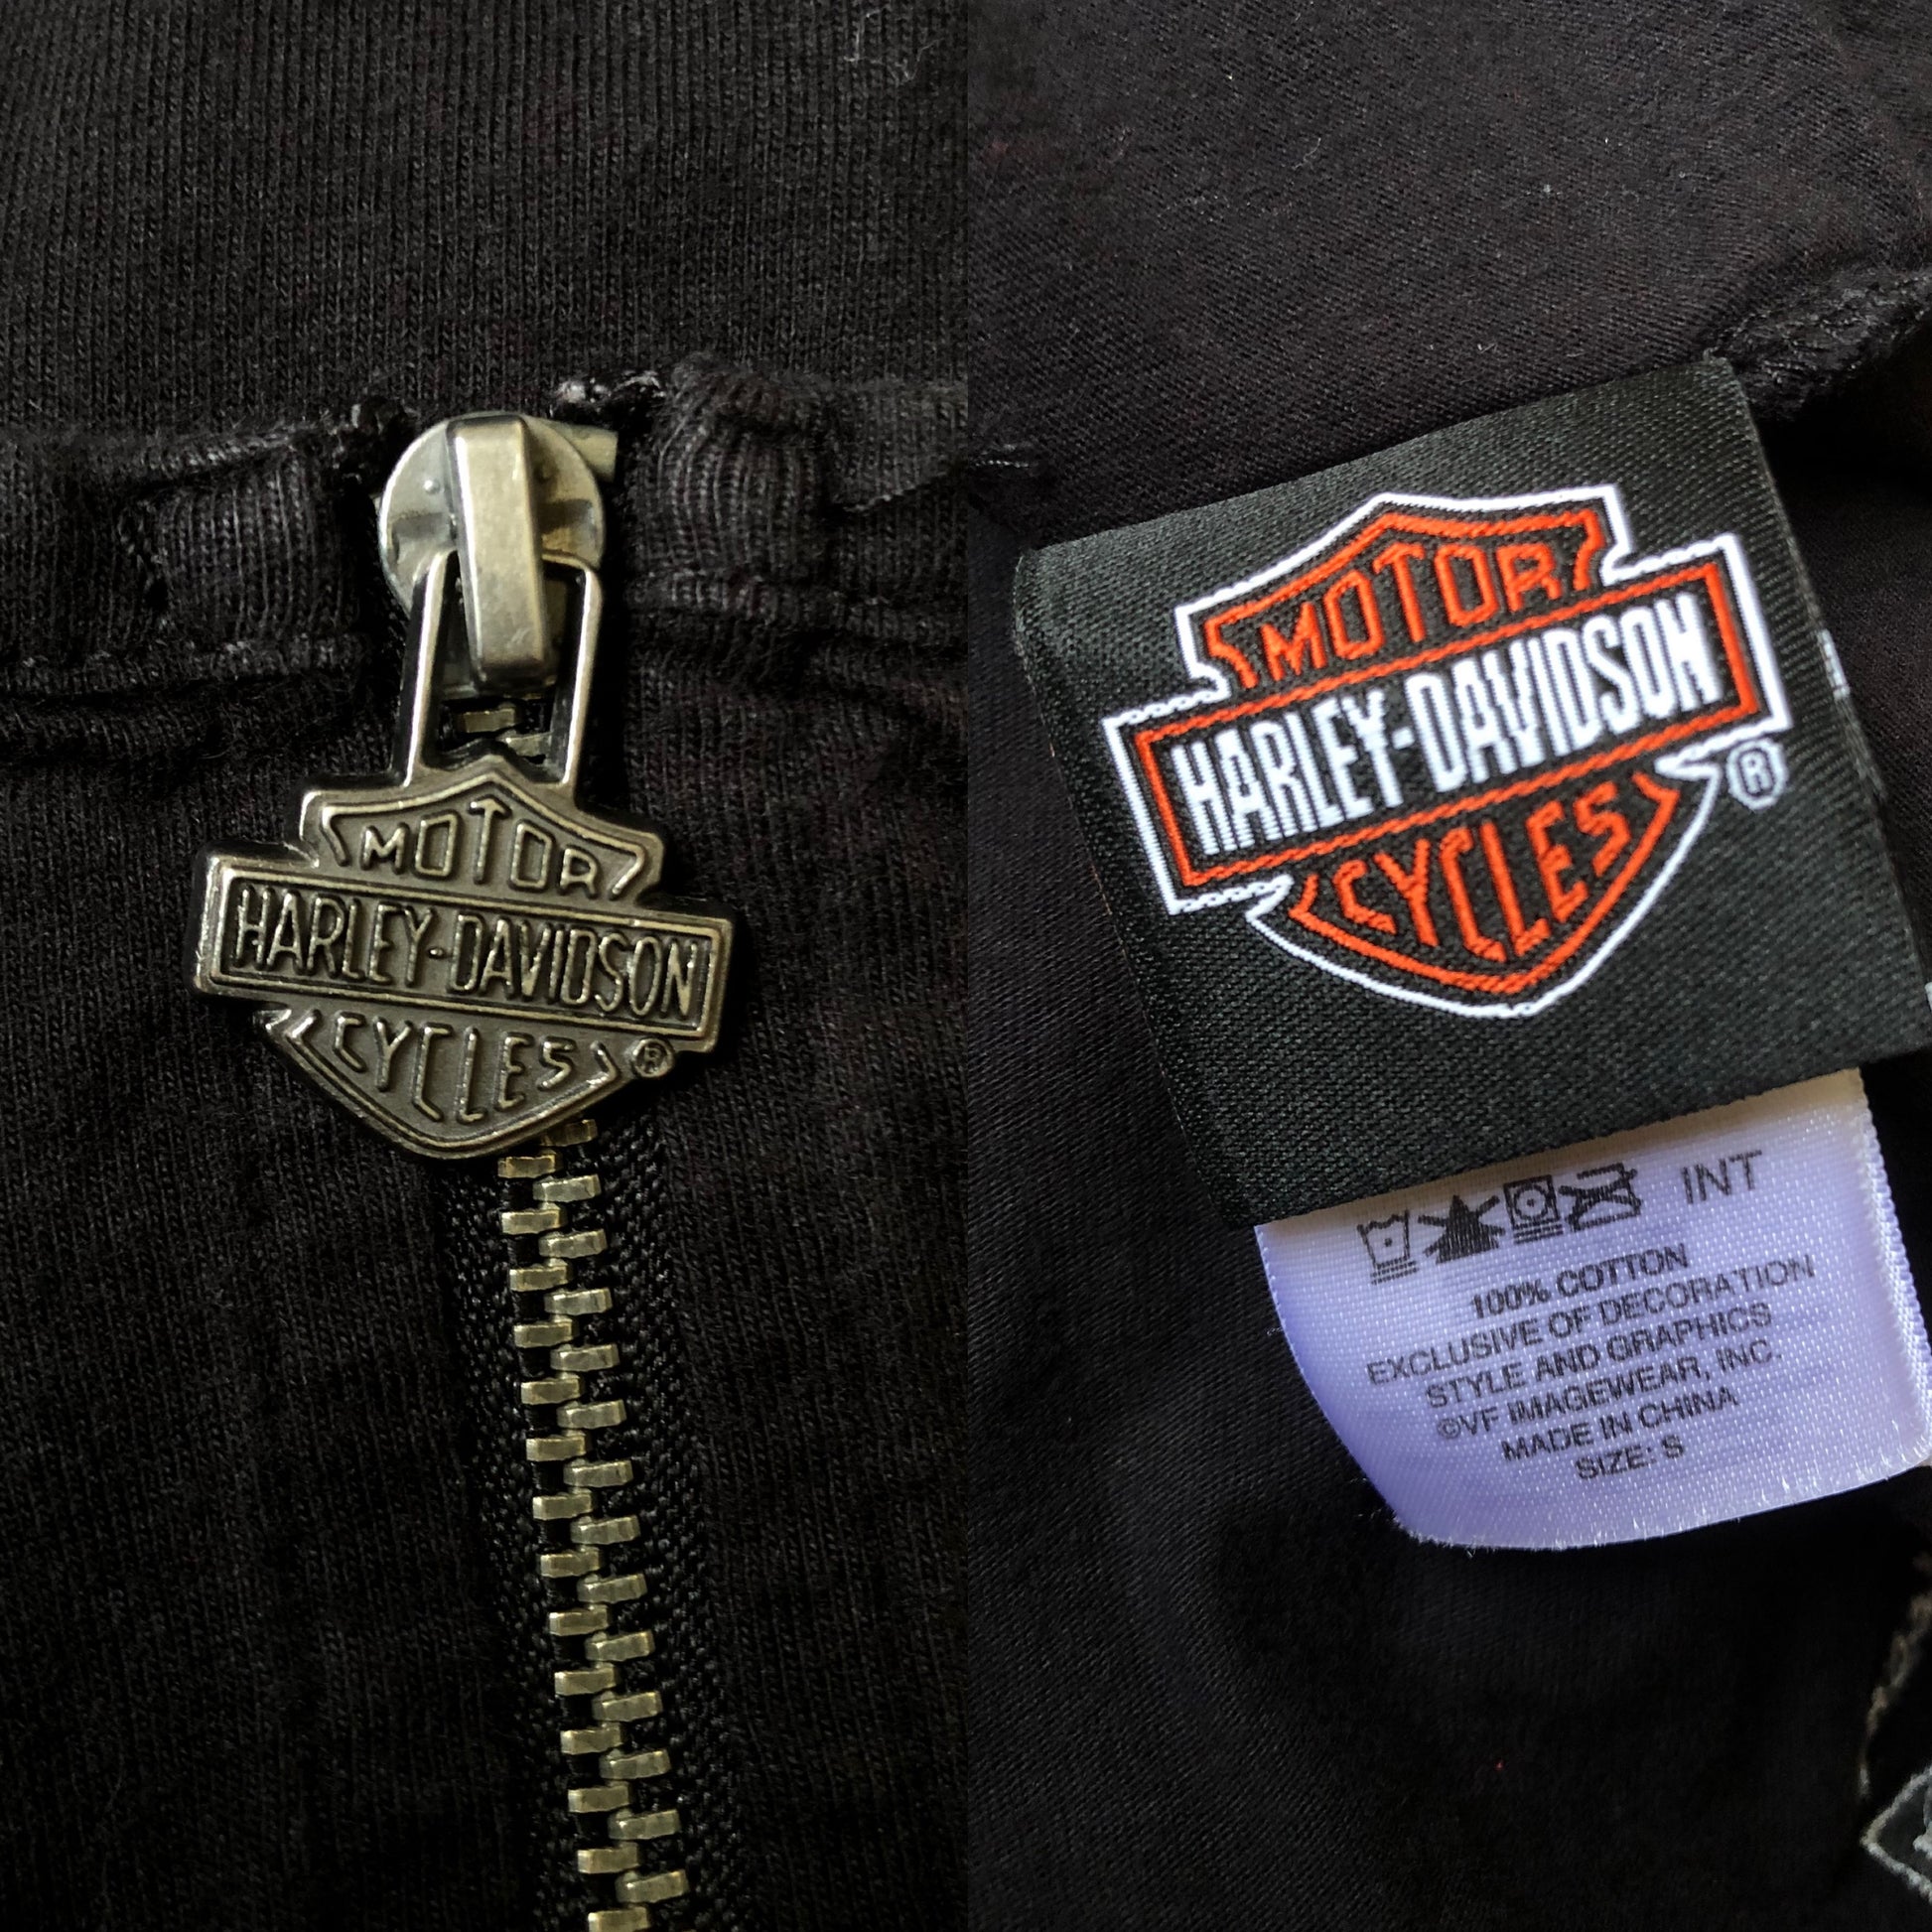 MOTOR
HARLEY-DAVIDSON
CYCLES ®
MOTOR
HARLEY-DAVIDSON
CYCLES ®
INT
100% COTTON
EXCLUSIVE OF DECORATION
STYLE AND GRAPHICS
©VF IMAGEWEAR, INC.
MADE IN CHINA
SIZE: S